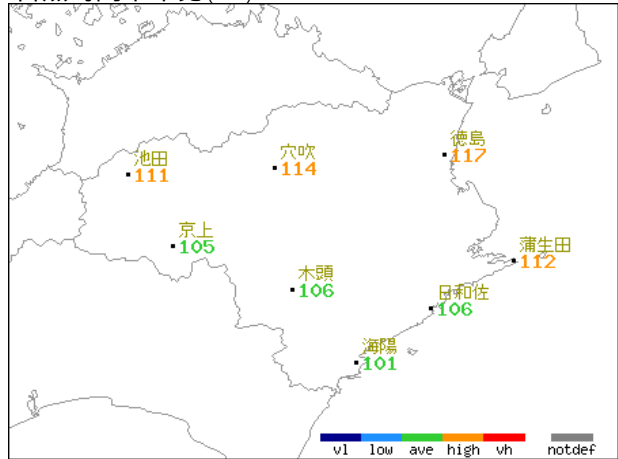 徳島
117
穴吹
114
池田
111
京上
105
蒲生田
112
木頭
106
日和佐
106
海陽
101
vl low ave high vh notdef